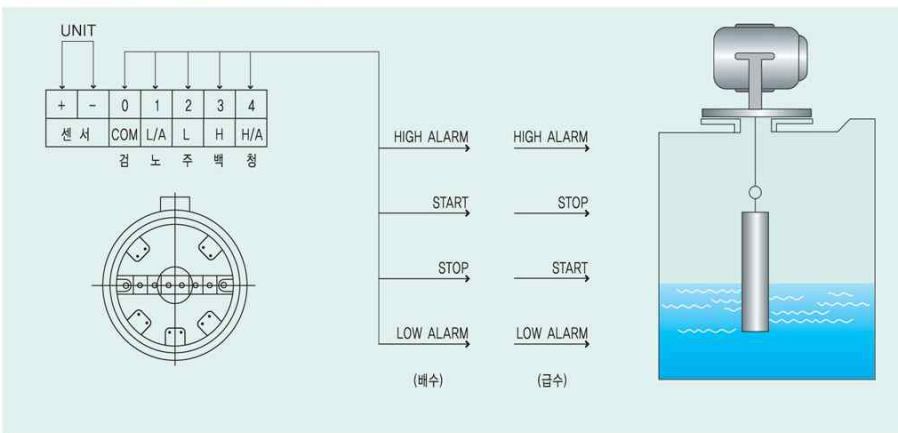 UNIT
+ - 0 1 2 3 4
센 서 COM L/A L H H/A
검 노 주 백 청
HIGH ALARM HIGH ALARM
START STOP
STOP START
LOW ALARM LOW ALARM
(배수) (급수)